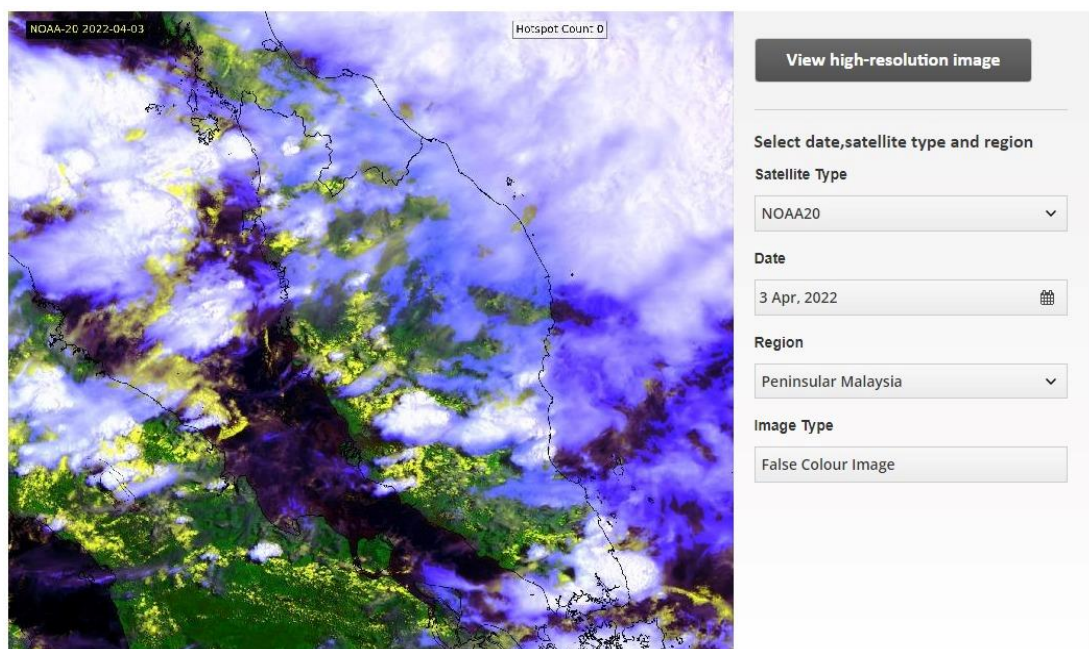 NOAA-20 2022-04-03
Hotspot Count 0
View high-resolution image
Select date,satellite type and region
Satellite Type
NOAA20
Date
3 Apr, 2022
Region
Peninsular Malaysia
Image Type
False Colour Image